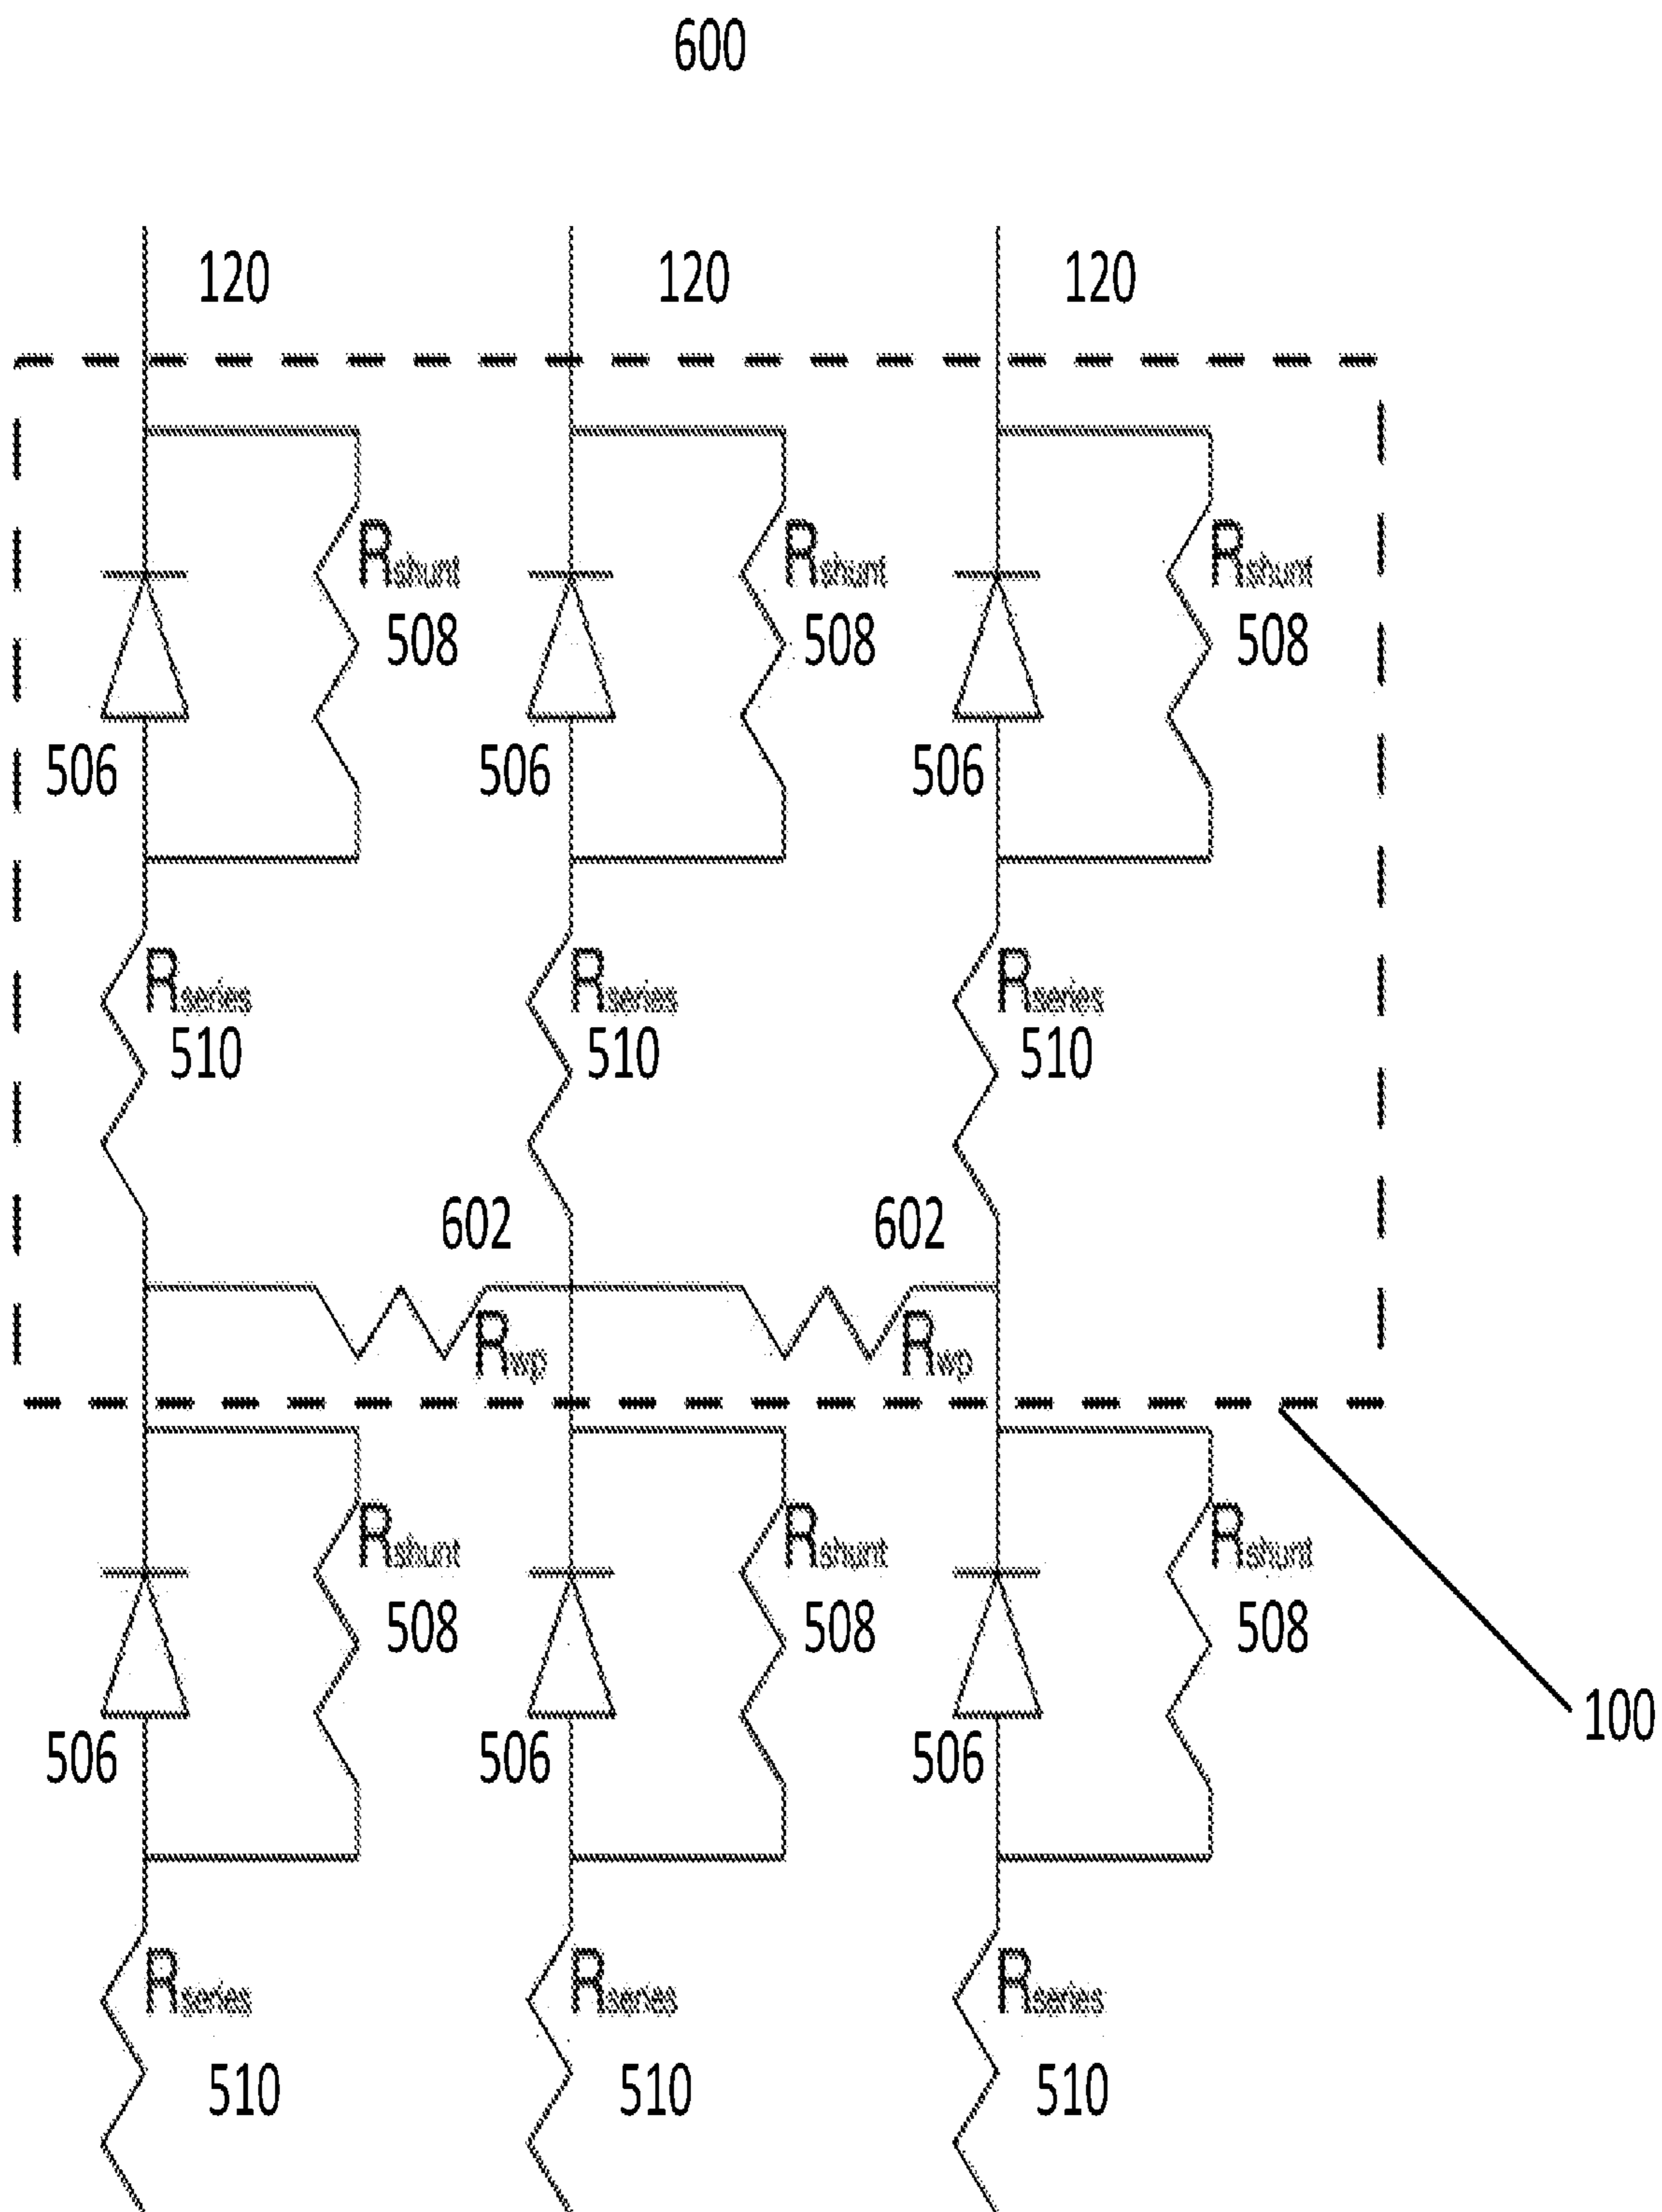 600
120 120 120
Rshunt Rshunt Rshunt
508 508 508
506 506 506
Rseries Rseries Rseries
510 510 510
602 602
Rwp Rwp
Rshunt Rshunt Rshunt
508 508 508
100
506 506 506
Rseries Rseries Rseries
510 510 510